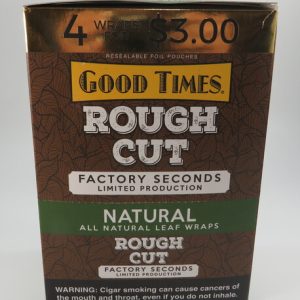 4 WRAPS $3.00
RESEALABLE FOIL POUCHES
GOOD TIMES.
ROUGH
CUT
FACTORY SECONDS
LIMITED PRODUCTION
NATURAL
ALL NATURAL LEAF WRAPS
ROUGH
CUT
FACTORY SECONDS
LIMITED PRODUCTION
WARNING: Cigar smoking can cause cancers of
the mouth and throat, even if you do not inhale.